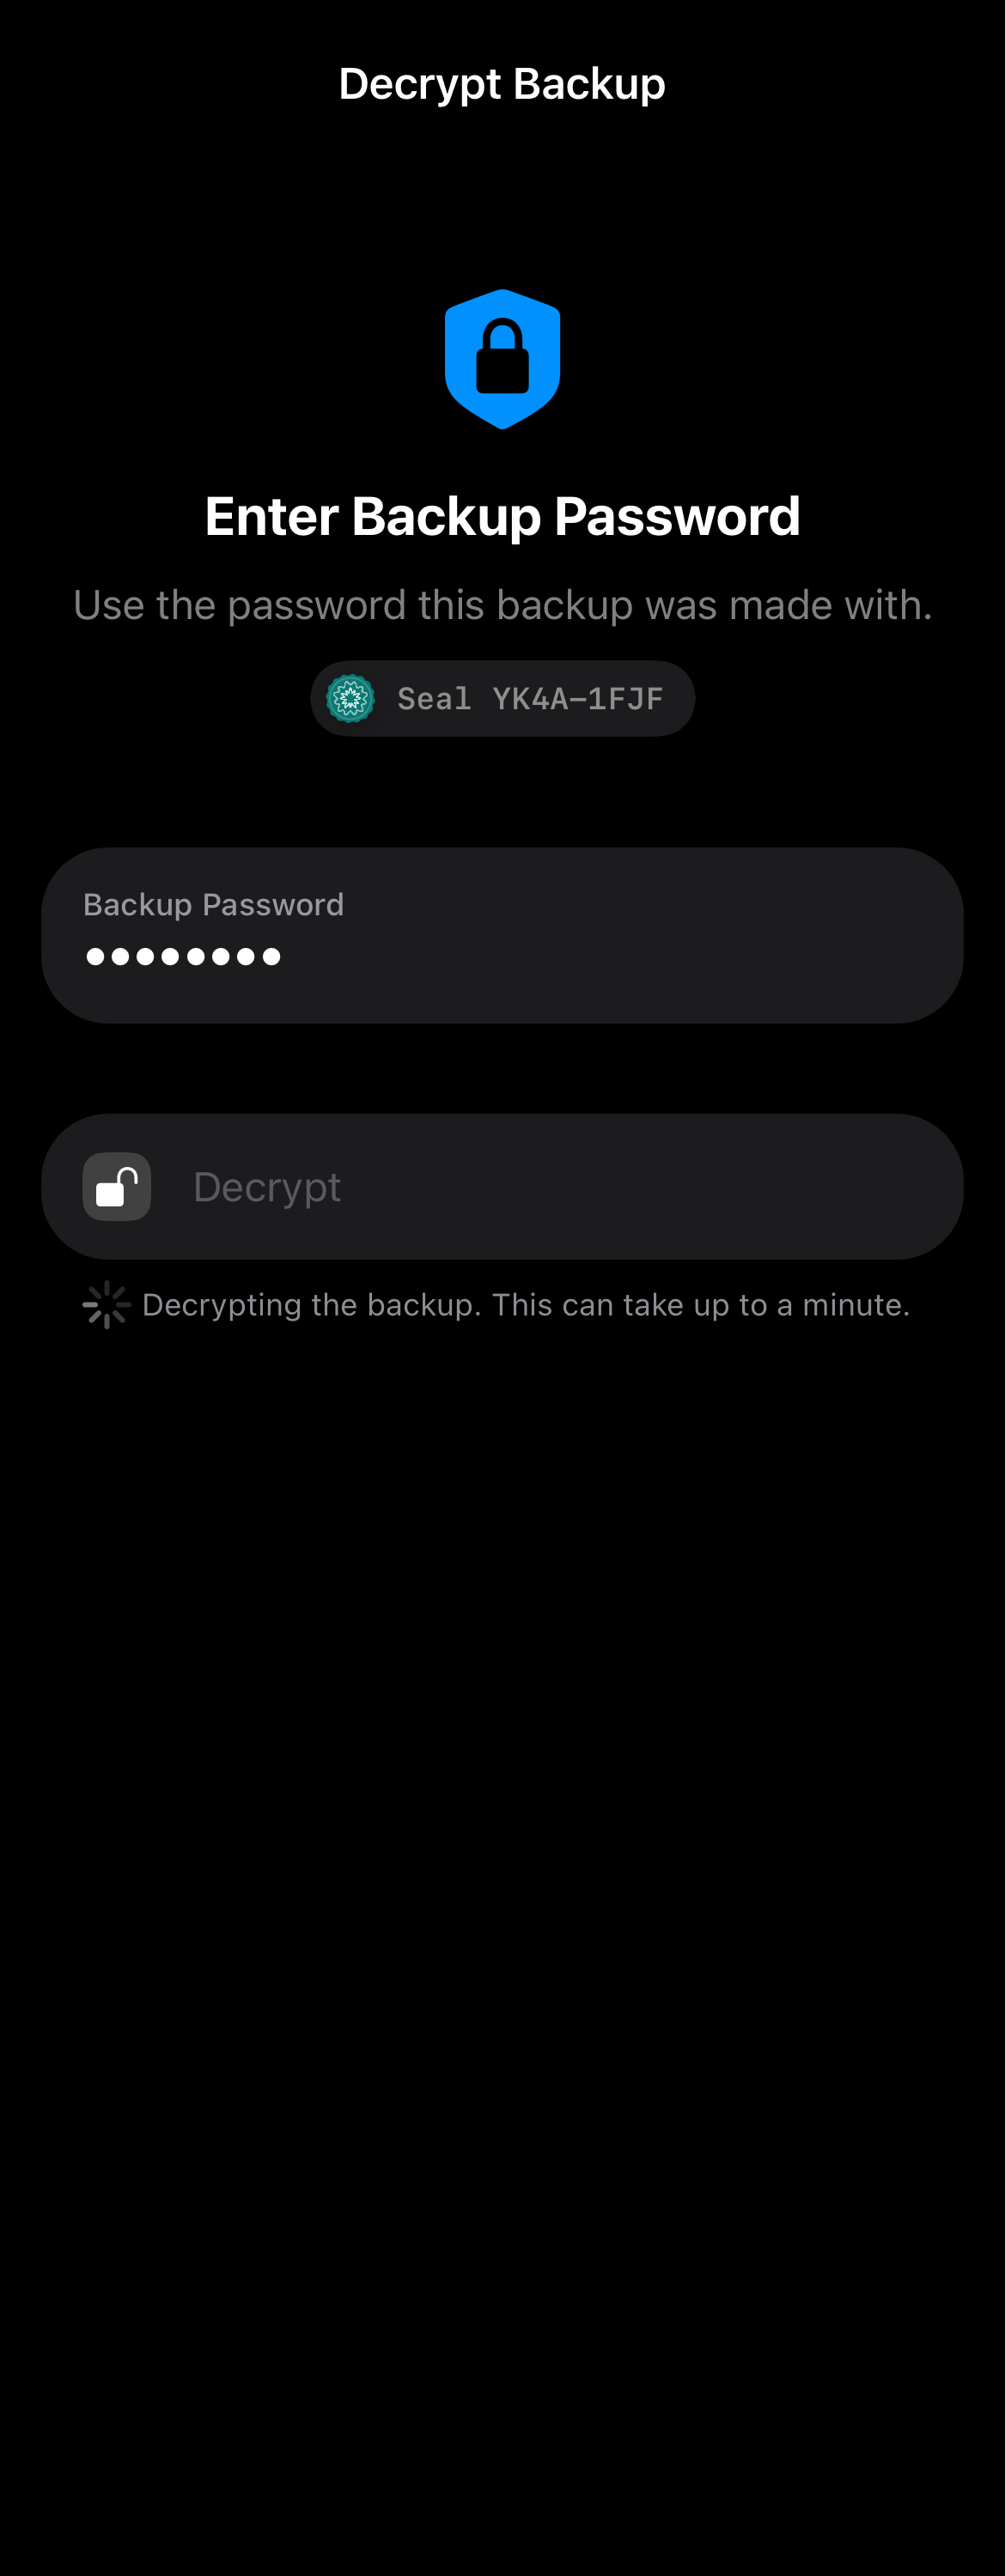 Decrypt Backup
Enter Backup Password
Use the password this backup was made with.
Seal YK4A–1FJF
Backup Password
••••••••
Decrypt
Decrypting the backup. This can take up to a minute.